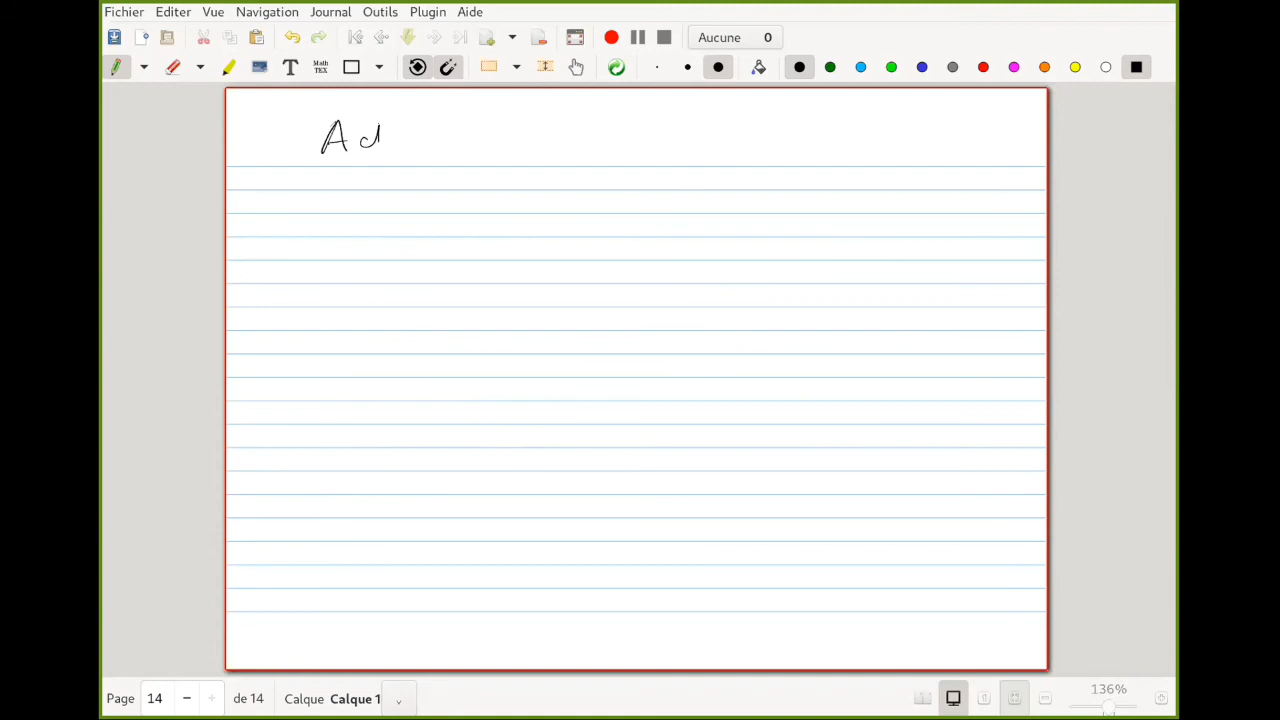 Fichier Editer Vue Navigation Journal Outils Plugin Aide
Aucune 0
T Math TEX
A d
Page 14 de 14 Calque Calque 1 136%